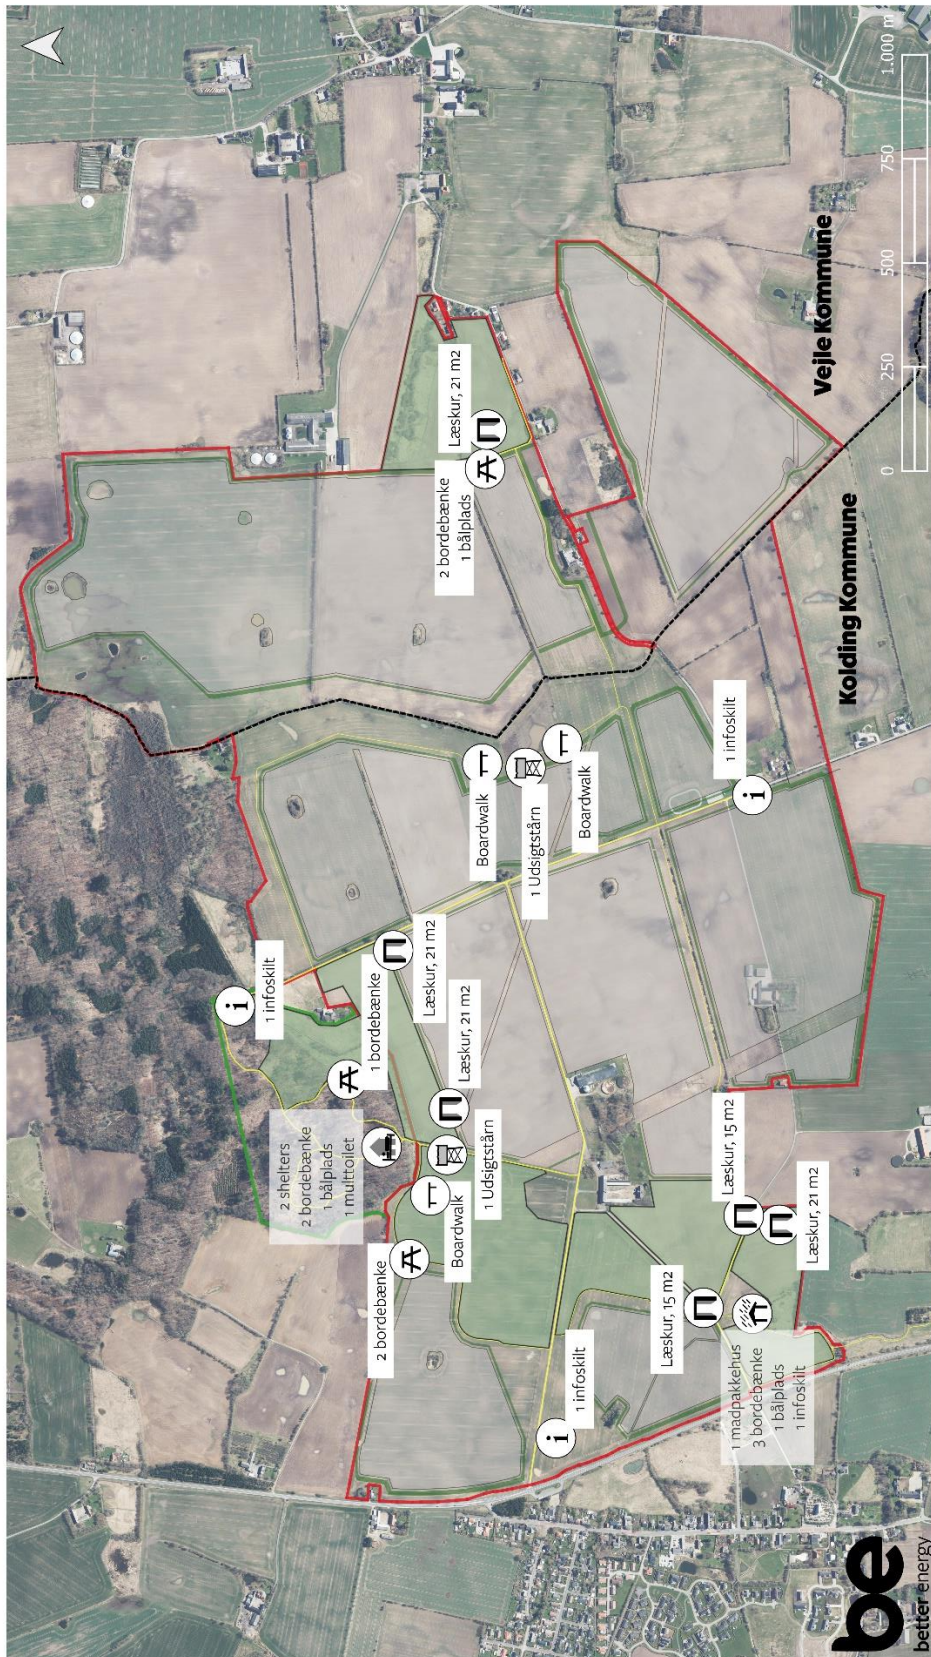 2 shelters
2 bordebænke
1 bålplads
1 multtoilet
1 infoskilt
1 bordebænke
Læskur, 21 m2
2 bordebænke
Boardwalk
1 Udsigtstårn
Læskur, 21 m2
Boardwalk
1 Udsigtstårn
Boardwalk
2 bordebænke
1 bålplads
Læskur, 21 m2
1 infoskilt
Læskur, 15 m2
Læskur, 15 m2
Læskur, 21 m2
1 infoskilt
1 madpakkehus
3 bordebænke
1 bålplads
1 infoskilt
Kolding Kommune
Vejle Kommune
be
better energy
0 250 500 750 1.000 m